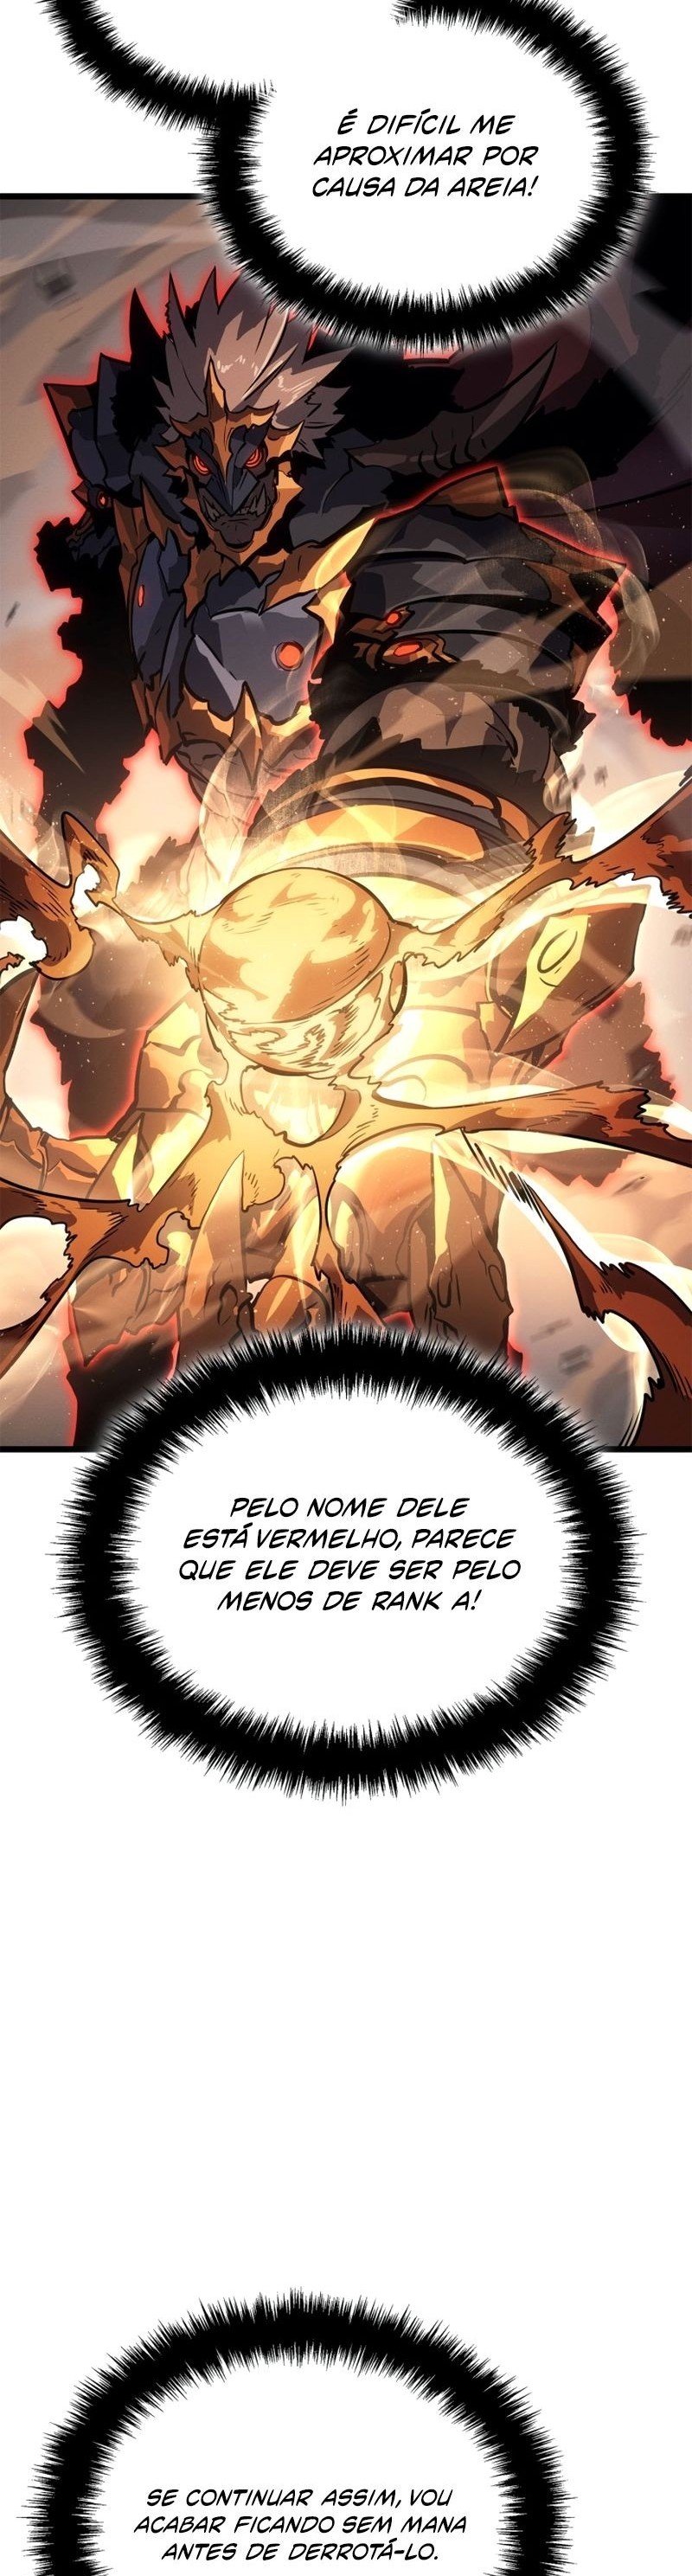 É DIFÍCIL ME
APROXIMAR POR
CAUSA DA AREIA!
PELO NOME DELE
ESTÁ VERMELHO, PARECE
QUE ELE DEVE SER PELO
MENOS DE RANK A!
SE CONTINUAR ASSIM, VOU
ACABAR FICANDO SEM MANA
ANTES DE DERROTÁ-LO.